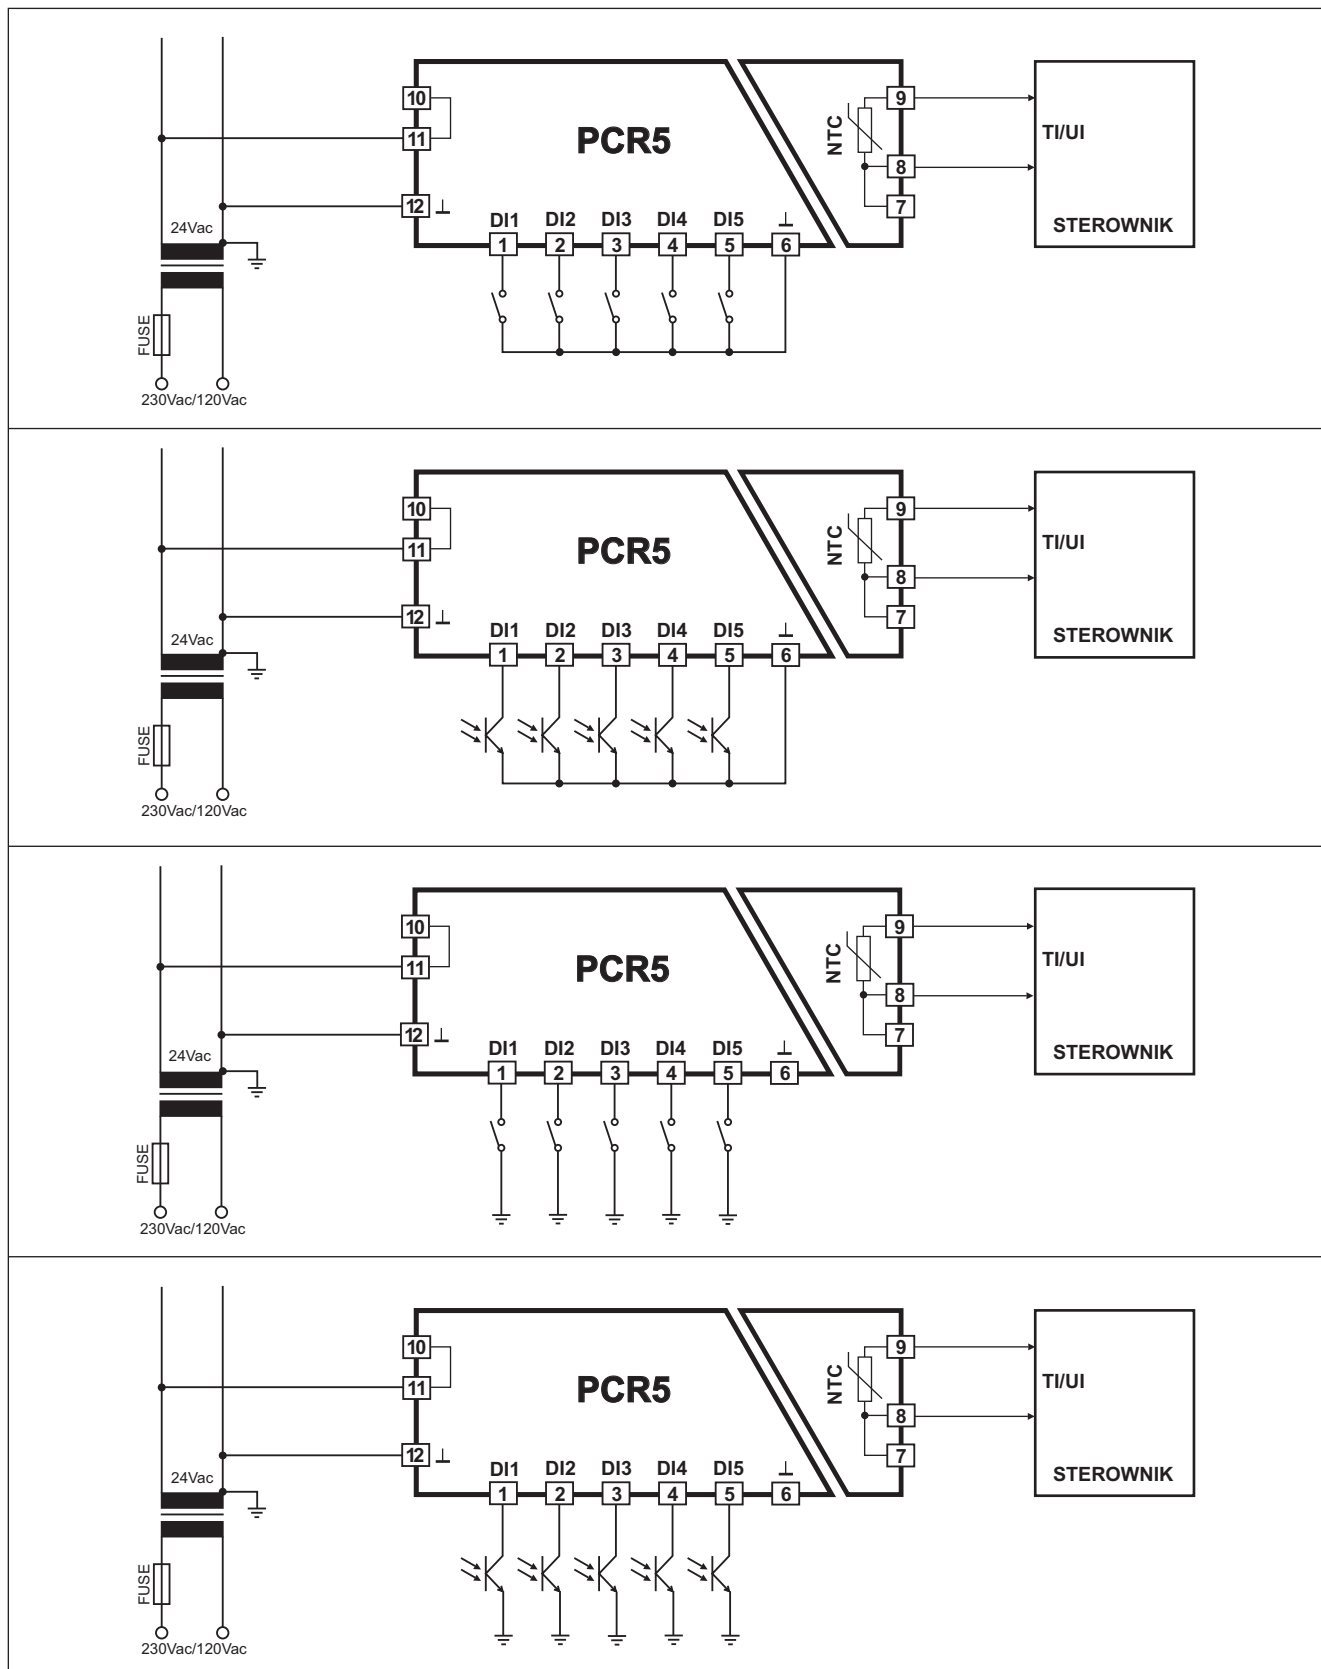 10
9
PCR5
NTC
TI/UI
11
8
12 ⊥
7
DI1 DI2 DI3 DI4 DI5 ⊥
24Vac
STEROWNIK
1 2 3 4 5 6
FUSE
230Vac/120Vac
10
9
PCR5
NTC
TI/UI
11
8
12 ⊥
7
DI1 DI2 DI3 DI4 DI5 ⊥
24Vac
STEROWNIK
1 2 3 4 5 6
FUSE
230Vac/120Vac
10
9
PCR5
NTC
TI/UI
11
8
12 ⊥
7
DI1 DI2 DI3 DI4 DI5 ⊥
24Vac
STEROWNIK
1 2 3 4 5 6
FUSE
230Vac/120Vac
10
9
PCR5
NTC
TI/UI
11
8
12 ⊥
7
DI1 DI2 DI3 DI4 DI5 ⊥
24Vac
STEROWNIK
1 2 3 4 5 6
FUSE
230Vac/120Vac